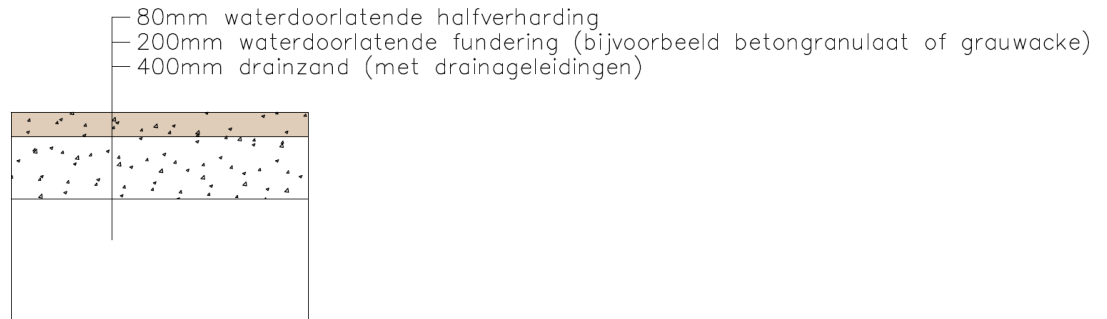 80mm waterdoorlatende halfverharding
200mm waterdoorlatende fundering (bijvoorbeeld betongranulaat of grauwacke)
400mm drainzand (met drainageleidingen)